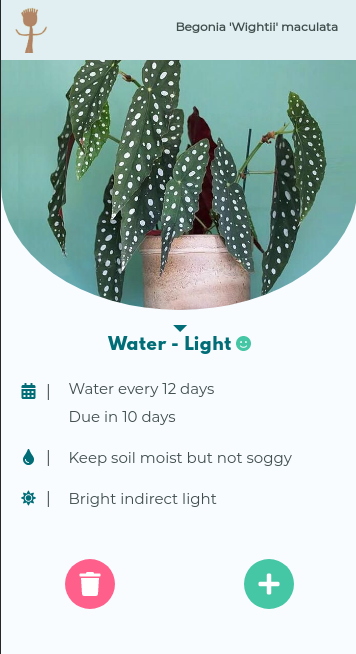 Begonia 'Wightii' maculata
Water - Light
Water every 12 days
Due in 10 days
Keep soil moist but not soggy
Bright indirect light